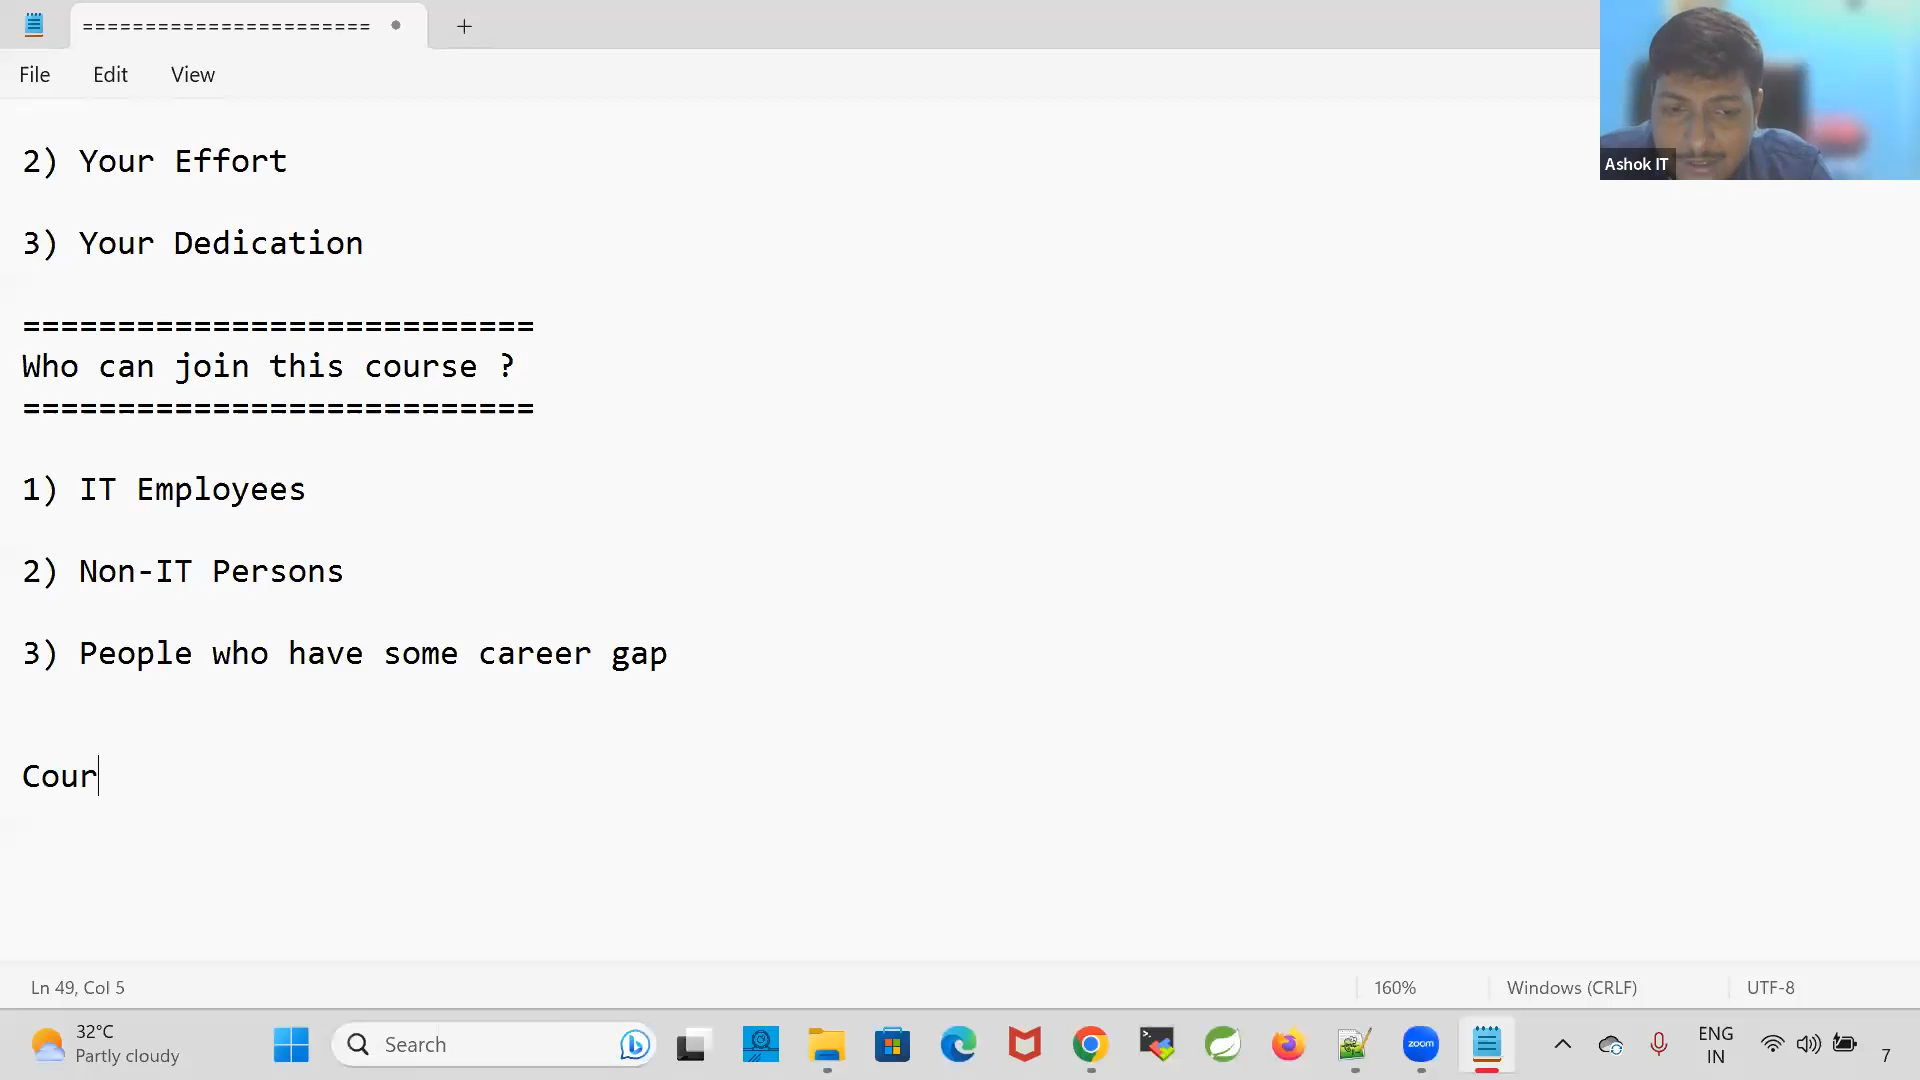 ======================= ● +
File Edit View
Ashok IT
2) Your Effort
3) Your Dedication
===========================
Who can join this course ?
===========================
1) IT Employees
2) Non-IT Persons
3) People who have some career gap
Cour
Ln 49, Col 5
160%
Windows (CRLF)
UTF-8
32°C
Partly cloudy
Search
zoom
ENG
IN
7